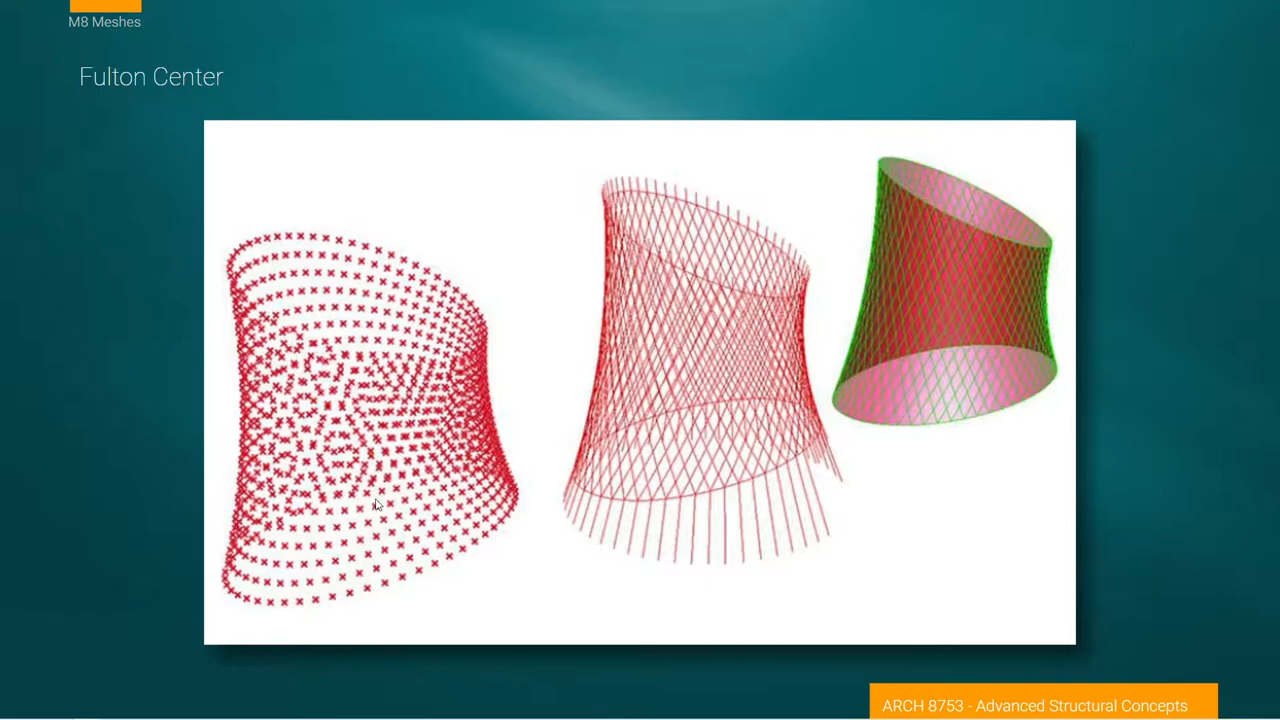 M8 Meshes
Fulton Center
ARCH 8753 - Advanced Structural Concepts